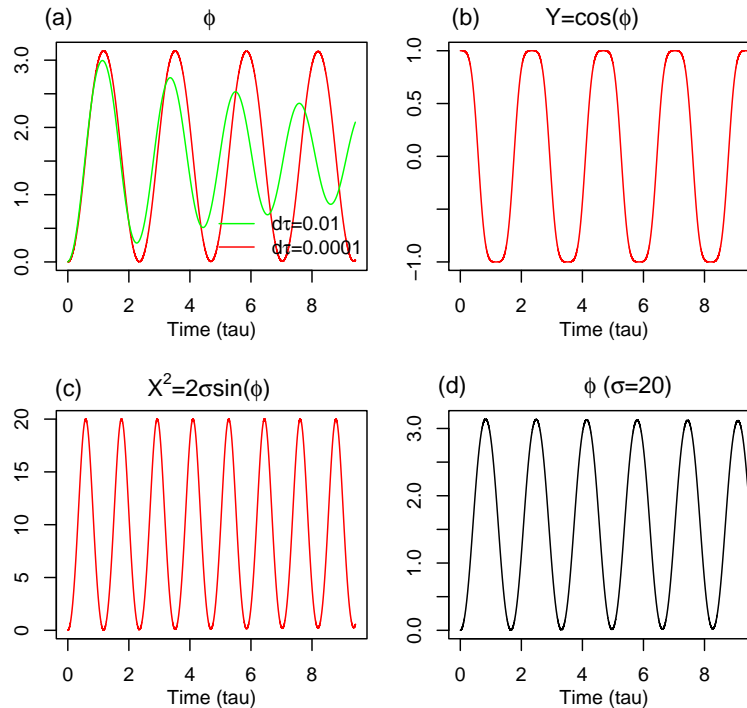 (a) ϕ
3.0
2.0
1.0
0.0
dτ=0.01
dτ=0.0001
0 2 4 6 8
Time (tau)
(b) Y=cos(ϕ)
1.0
0.5
0.0
−1.0
0 2 4 6 8
Time (tau)
(c) X²=2σsin(ϕ)
20
15
10
5
0
0 2 4 6 8
Time (tau)
(d) ϕ (σ=20)
3.0
2.0
1.0
0.0
0 2 4 6 8
Time (tau)